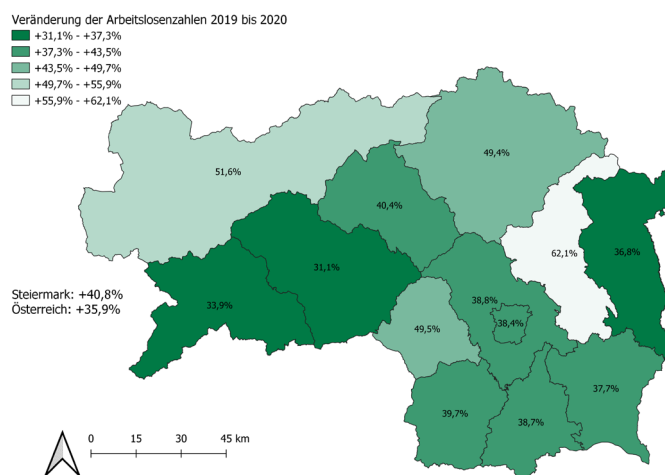 Veränderung der Arbeitslosenzahlen 2019 bis 2020
+31,1% - +37,3%
+37,3% - +43,5%
+43,5% - +49,7%
+49,7% - +55,9%
+55,9% - +62,1%
49,4%
51,6%
40,4%
62,1%
36,8%
31,1%
Steiermark: +40,8%
Österreich: +35,9%
33,9%
38,8%
38,4%
49,5%
37,7%
39,7%
38,7%
0 15 30 45 km